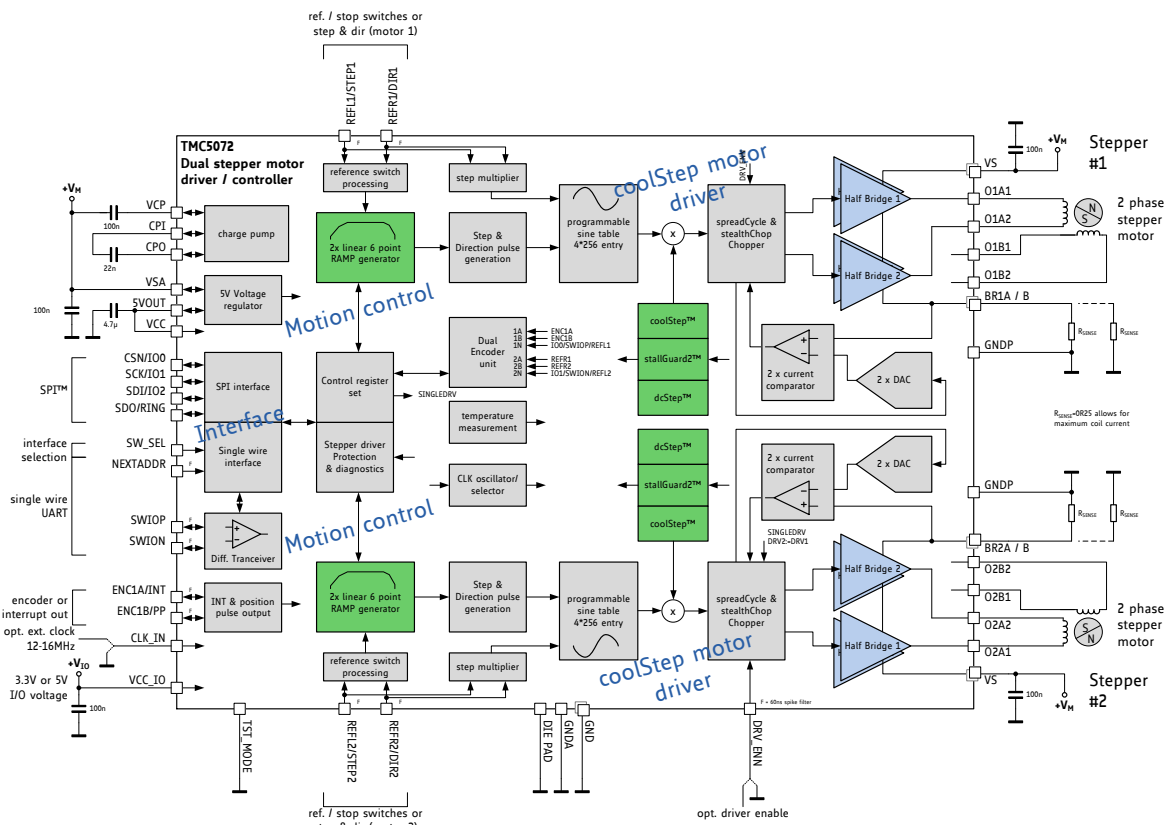 ref. / stop switches or
step & dir (motor 1)
REFL1/STEP1
REFR1/DIR1
F
F
TMC5072
Dual stepper motor
driver / controller
+VM
VCP
100n
CPI
CPO
22n
charge pump
VSA
100n
5VOUT
4.7µ
VCC
5V Voltage
regulator
reference switch
processing
step multiplier
2x linear 6 point
RAMP generator
Step &
Direction pulse
generation
programmable
sine table
4*256 entry
x
coolStep motor
driver
spreadCycle &
stealthChop
Chopper
Half Bridge 1
Half Bridge 2
VS
100n
+VM
Stepper
#1
O1A1
O1A2
O1B1
O1B2
N
S
2 phase
stepper
motor
BR1A / B
RSENSE
RSENSE
GNDP
RSENSE=0R25 allows for
maximum coil current
Motion control
SPI™
CSN/IO0
SCK/IO1
SDI/IO2
SDO/RING
F
F
F
F
SPI interface
Interface
interface
selection
SW_SEL
NEXTADDR
F
Single wire
interface
single wire
UART
SWIOP
SWION
F
F
+
-
Diff. Tranceiver
Control register
set
SINGLEDRV
Stepper driver
Protection
& diagnostics
Dual
Encoder
unit
1A
1B
1N
2A
2B
2N
ENC1A
ENC1B
IO0/SWIOP/REFL1
REFR1
REFR2
IO1/SWION/REFL2
temperature
measurement
CLK oscillator/
selector
coolStep™
stallGuard2™
dcStep™
2 x current
comparator
2 x DAC
dcStep™
stallGuard2™
coolStep™
2 x current
comparator
2 x DAC
SINGLEDRV
DRV2:=DRV1
GNDP
RSENSE
RSENSE
BR2A / B
Motion control
encoder or
interrupt out
ENC1A/INT
ENC1B/PP
F
F
INT & position
pulse output
opt. ext. clock
12-16MHz
CLK_IN
+VIO
3.3V or 5V
I/O voltage
VCC_IO
100n
2x linear 6 point
RAMP generator
Step &
Direction pulse
generation
programmable
sine table
4*256 entry
x
spreadCycle &
stealthChop
Chopper
Half Bridge 2
Half Bridge 1
O2B2
O2B1
O2A2
O2A1
S
N
2 phase
stepper
motor
reference switch
processing
step multiplier
coolStep motor
driver
VS
100n
+VM
Stepper
#2
F
F
F = 60ns spike filter
TST_MODE
REFL2/STEP2
REFR2/DIR2
DIE PAD
GNDA
GND
DRV_ENN
ref. / stop switches or
opt. driver enable